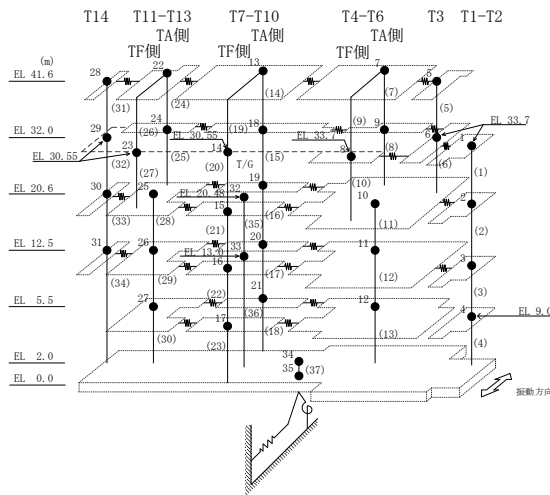 T14 T11−T13 T7−T10 T4−T6 T3 T1−T2
TA側 TA側 TA側
TF側 TF側 TF側
(m)
EL 41.6 28 22 13 7 5
(31) (24) (14) (7) (5)
EL 32.0 29 24 (26) (19) EL 30.55 18 EL 33.7 (9) 9 6 EL 33.7
EL 30.55 (32) 23 (25) 14 (15) 8 (8) (6) 1
(20) T/G (1)
(27) 19 (10)
EL 20.6 30 25 EL 20.48 32 10 2
(33) (28) 15 (35) (16) (11) (2)
(21) 20
EL 12.5 31 26 EL 13.0 33 11 3
(34) (29) 16 (17) (12) (3)
(22) 21
EL 5.5 27 (36) 12 4 EL 9.0
(30) 17 (18) (13) (4)
(23)
EL 2.0 34
EL 0.0 35 (37)
振動方向